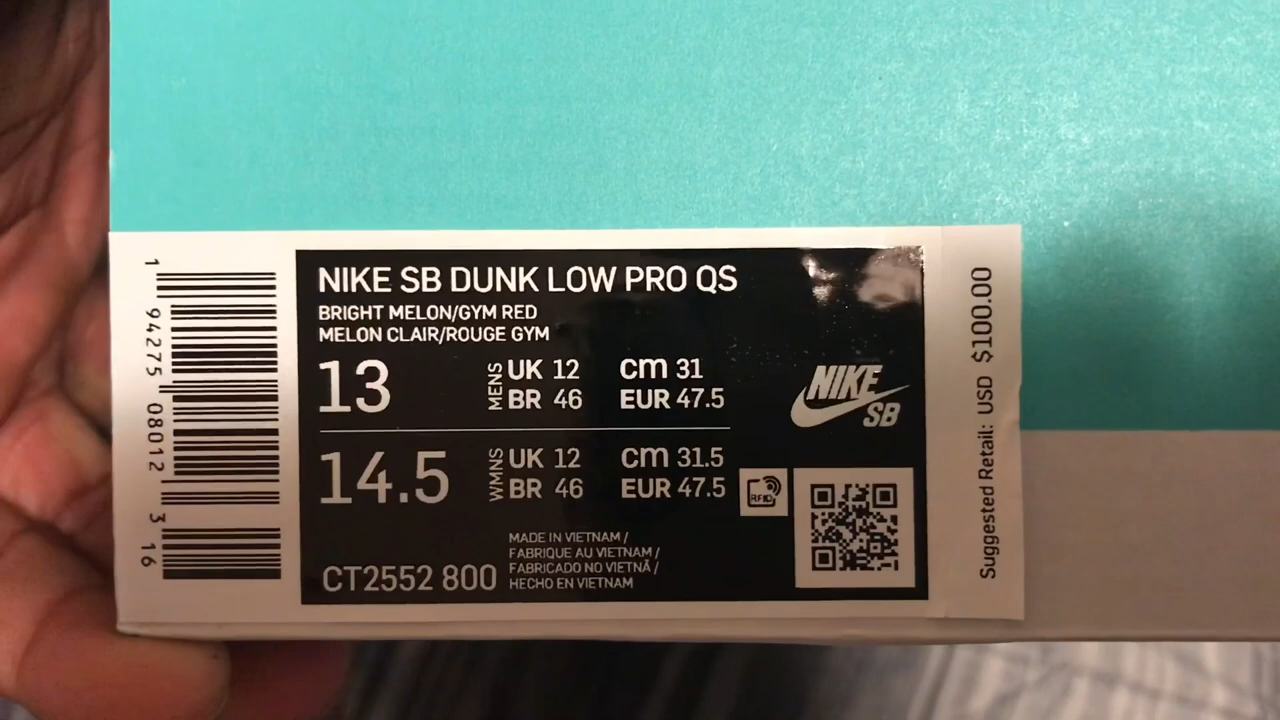 NIKE SB DUNK LOW PRO QS
BRIGHT MELON/GYM RED
MELON CLAIR/ROUGE GYM
13
MENS
UK 12
BR 46
cm 31
EUR 47.5
14.5
WMNS
UK 12
BR 46
cm 31.5
EUR 47.5
NIKE
SB
RFID
CT2552 800
MADE IN VIETNAM /
FABRIQUE AU VIETNAM /
FABRICADO NO VIETNÃ /
HECHO EN VIETNAM
1 94275 08012 3 16
Suggested Retail: USD $100.00